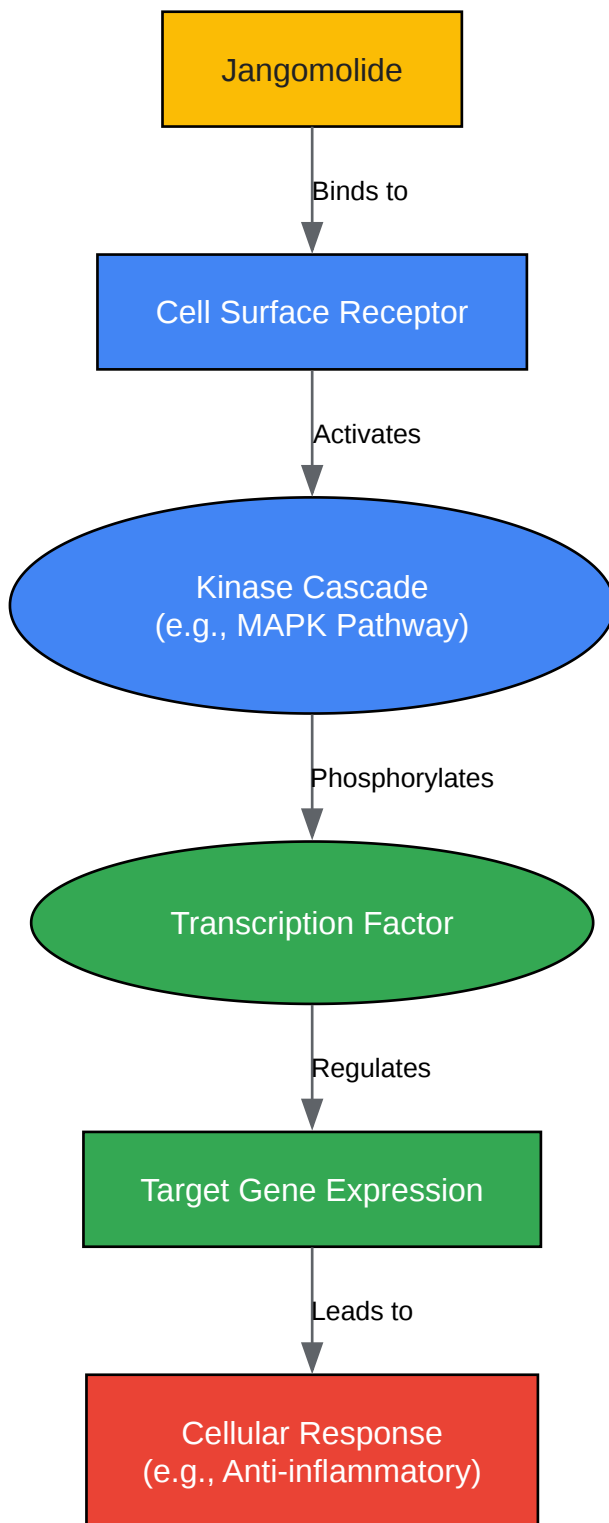 Jangomolide
Binds to
Cell Surface Receptor
Activates
Kinase Cascade
(e.g., MAPK Pathway)
Phosphorylates
Transcription Factor
Regulates
Target Gene Expression
Leads to
Cellular Response
(e.g., Anti-inflammatory)